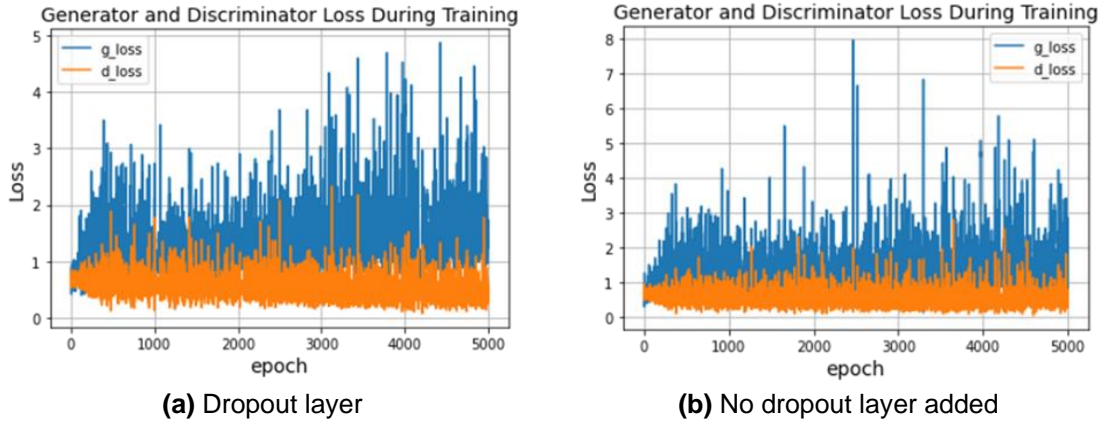 Generator and Discriminator Loss During Training
5
4
3
2
1
0
Loss
g_loss
d_loss
0
1000
2000
3000
4000
5000
epoch
(a) Dropout layer
Generator and Discriminator Loss During Training
8
7
6
5
4
3
2
1
0
Loss
g_loss
d_loss
0
1000
2000
3000
4000
5000
epoch
(b) No dropout layer added